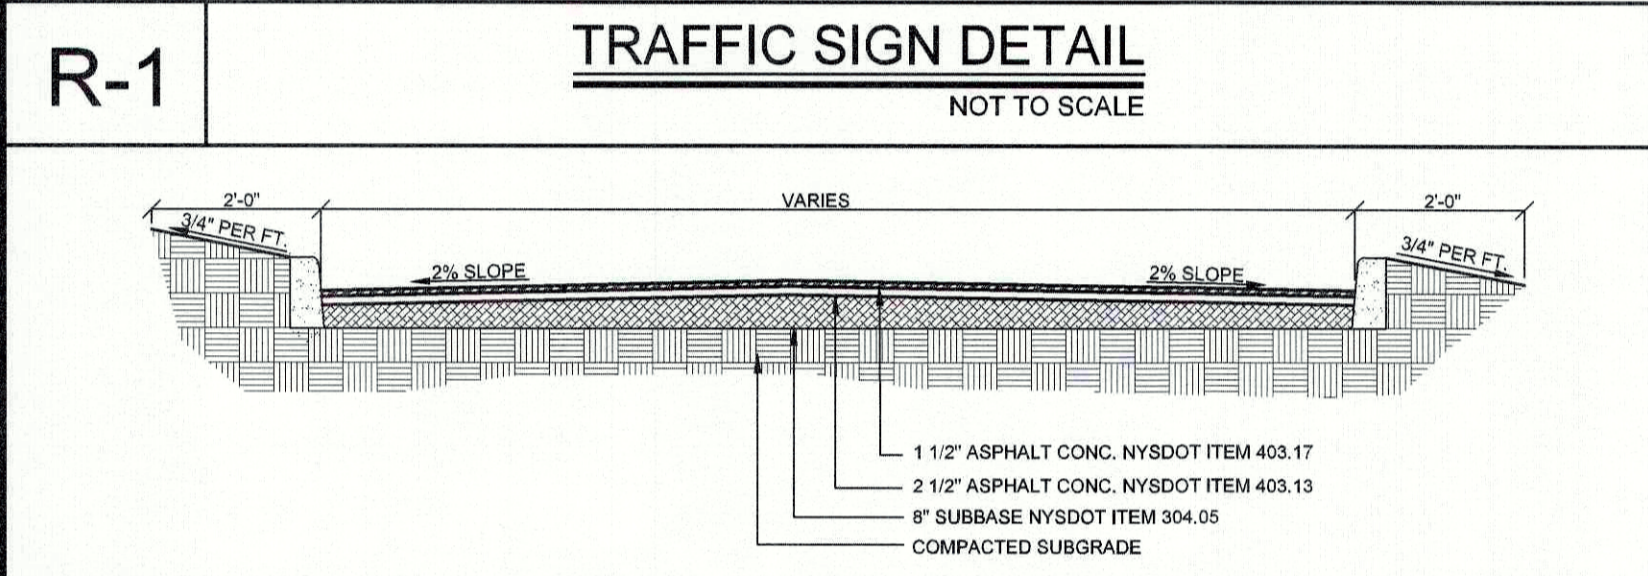 R-1
TRAFFIC SIGN DETAIL
NOT TO SCALE
2'-0"
VARIES
2'-0"
3/4" PER FT.
3/4" PER FT.
2% SLOPE
2% SLOPE
1 1/2" ASPHALT CONC. NYSDOT ITEM 403.17
2 1/2" ASPHALT CONC. NYSDOT ITEM 403.13
8" SUBBASE NYSDOT ITEM 304.05
COMPACTED SUBGRADE